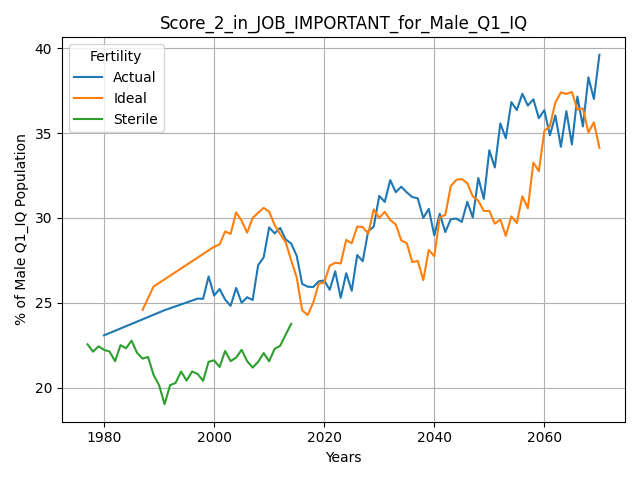 Score_2_in_JOB_IMPORTANT_for_Male_Q1_IQ
Fertility
Actual
Ideal
Sterile
% of Male Q1_IQ Population
40
35
30
25
20
1980
2000
2020
2040
2060
Years